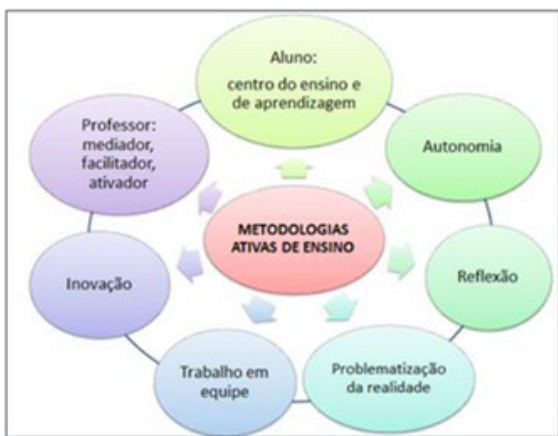 Aluno:
centro do ensino e
de aprendizagem
Autonomia
Reflexão
Problematização
da realidade
Trabalho em
equipe
Inovação
Professor:
mediador,
facilitador,
ativador
METODOLOGIAS
ATIVAS DE ENSINO